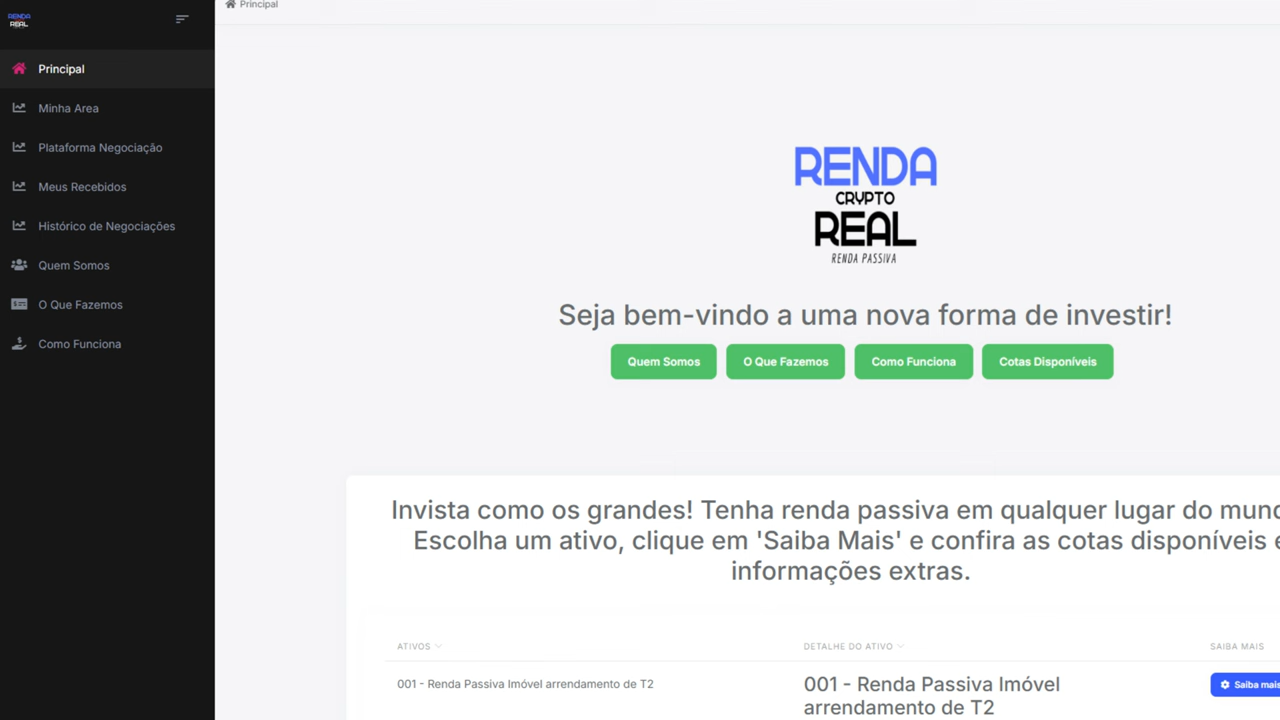 RENDA
REAL
Principal
Principal
Minha Area
Plataforma Negociação
Meus Recebidos
Histórico de Negociações
Quem Somos
O Que Fazemos
Como Funciona
RENDA
CRYPTO
REAL
RENDA PASSIVA
Seja bem-vindo a uma nova forma de investir!
Quem Somos
O Que Fazemos
Como Funciona
Cotas Disponíveis
Invista como os grandes! Tenha renda passiva em qualquer lugar do mund
Escolha um ativo, clique em 'Saiba Mais' e confira as cotas disponíveis e
informações extras.
ATIVOS
DETALHE DO ATIVO
SAIBA MAIS
001 - Renda Passiva Imóvel arrendamento de T2
001 - Renda Passiva Imóvel
arrendamento de T2
Saiba mais